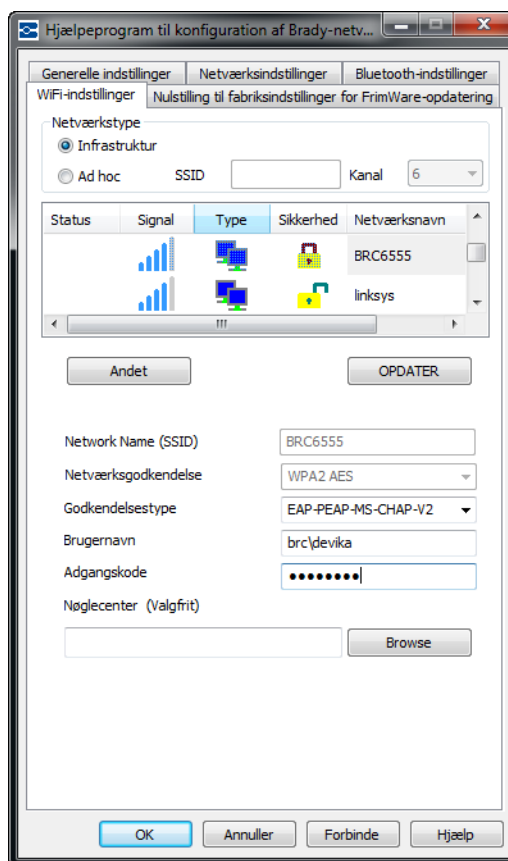 Hjælpeprogram til konfiguration af Brady-netv...
Generelle indstillinger Netværksindstillinger Bluetooth-indstillinger
WiFi-indstillinger Nulstilling til fabriksindstillinger for FrimWare-opdatering
Netværkstype
Infrastruktur
Ad hoc SSID Kanal 6
Status Signal Type Sikkerhed Netværksnavn
BRC6555
linksys
Andet OPDATER
Network Name (SSID) BRC6555
Netværksgodkendelse WPA2 AES
Godkendelsestype EAP-PEAP-MS-CHAP-V2
Brugernavn brc\devika
Adgangskode ●●●●●●●●
Nøglecenter (Valgfrit)
Browse
OK Annuller Forbinde Hjælp